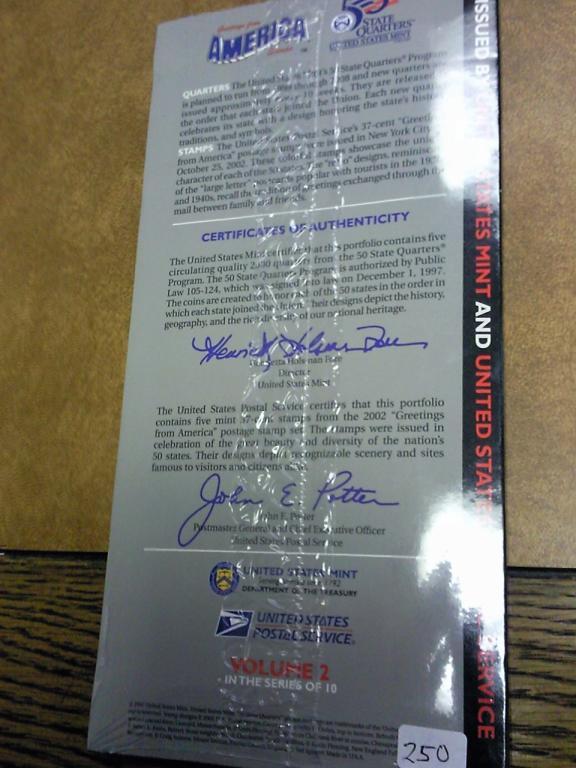 Greetings from
AMERICA
50
STATE
QUARTERS
UNITED STATES MINT
QUARTERS The United States Mint's 50 State Quarters® Program
is planned to run from through 2008 and new quarters are
issued approximately every 10 weeks. They are released
the order that each state joined the Union. Each new quarter
celebrates its state with a design honoring the state's history,
traditions, and symbols.
STAMPS The United States Postal Service's 37-cent "Greetings
from America" postage stamps were issued in New York City
October 25, 2002. These colorful stamps showcase the unique
character of each of the 50 states. The "retro" designs, reminiscent
of the "large letter" postcards popular with tourists in the 1930s
and 1940s, recall the tradition of greetings exchanged through the
mail between family and friends.
CERTIFICATES OF AUTHENTICITY
The United States Mint certifies that this portfolio contains five
circulating quality 2000 quarters from the 50 State Quarters®
Program. The 50 State Quarters Program is authorized by Public
Law 105-124, which was signed into law on December 1, 1997.
The coins are created to honor each of the 50 states in the order in
which each state joined the Union. Their designs depict the history,
geography, and the rich diversity of our national heritage.
Henrietta Holsman Fore
Henrietta Holsman Fore
Director
United States Mint
The United States Postal Service certifies that this portfolio
contains five mint 37-cent stamps from the 2002 "Greetings
from America" postage stamp set. The stamps were issued in
celebration of the great beauty and diversity of the nation's
50 states. Their designs depict recognizable scenery and sites
famous to visitors and citizens alike.
John E. Potter
John E. Potter
Postmaster General and Chief Executive Officer
United States Postal Service
UNITED STATES MINT
DEPARTMENT OF THE TREASURY
UNITED STATES
POSTAL SERVICE®
VOLUME 2
IN THE SERIES OF 10
250
ISSUED BY STATES MINT AND UNITED STATES SERVICE